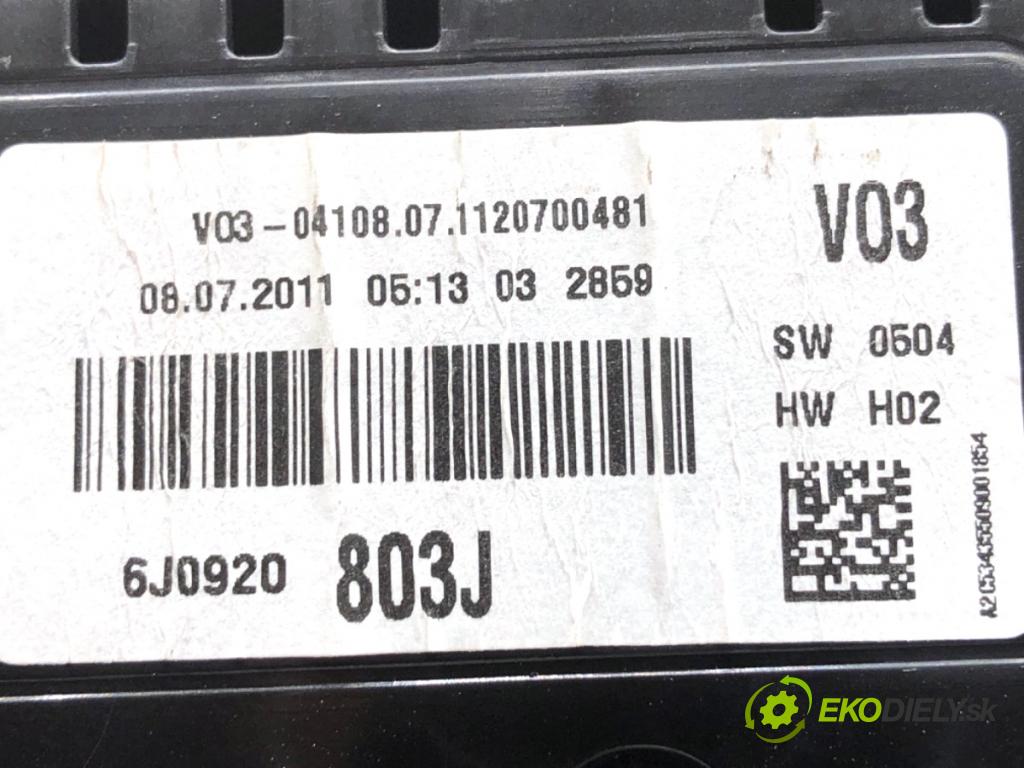 V03-04108.07.1120700481
08.07.2011 05:13 03 2859
V03
SW 0504
HW H02
6J0920 803J
A2C53435509001854
EKODIELY.sk